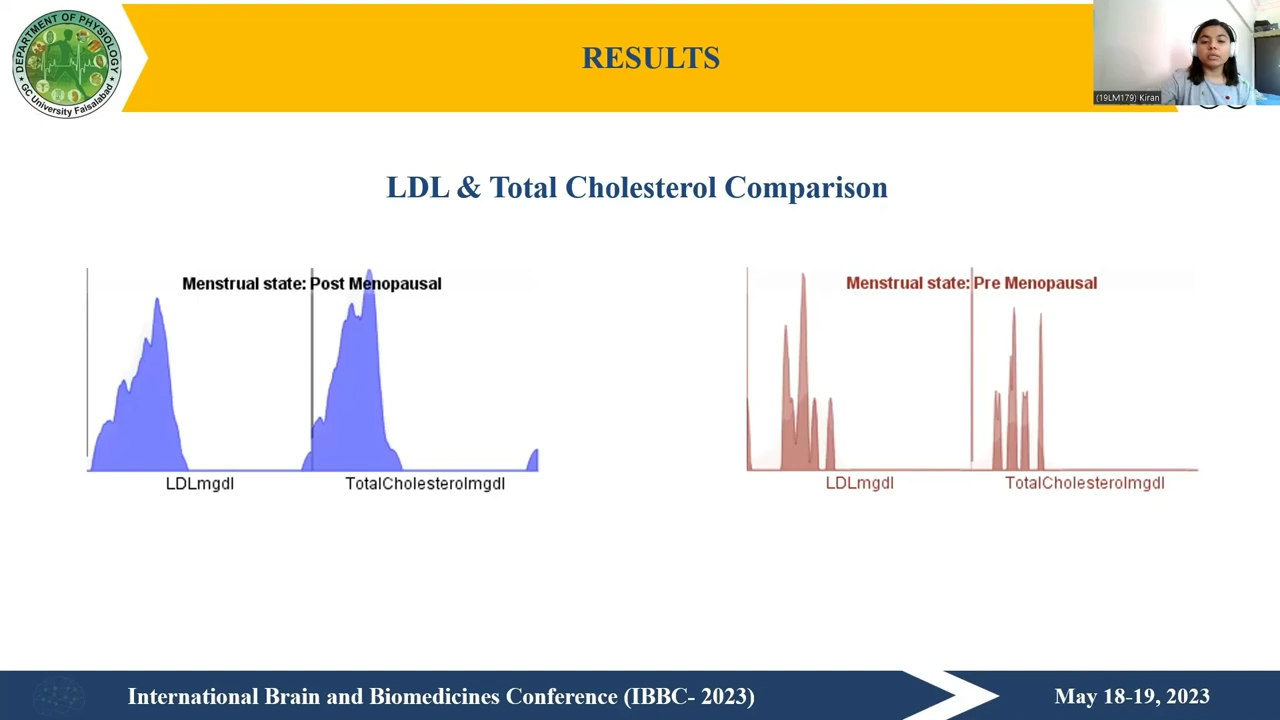 DEPARTMENT OF PHYSIOLOGY
GC University Faisalabad
RESULTS
(19LM179) Kiran
LDL & Total Cholesterol Comparison
Menstrual state: Post Menopausal
LDLmgdl
TotalCholesterolmgdl
Menstrual state: Pre Menopausal
LDLmgdl
TotalCholesterolmgdl
International Brain and Biomedicines Conference (IBBC- 2023)
May 18-19, 2023